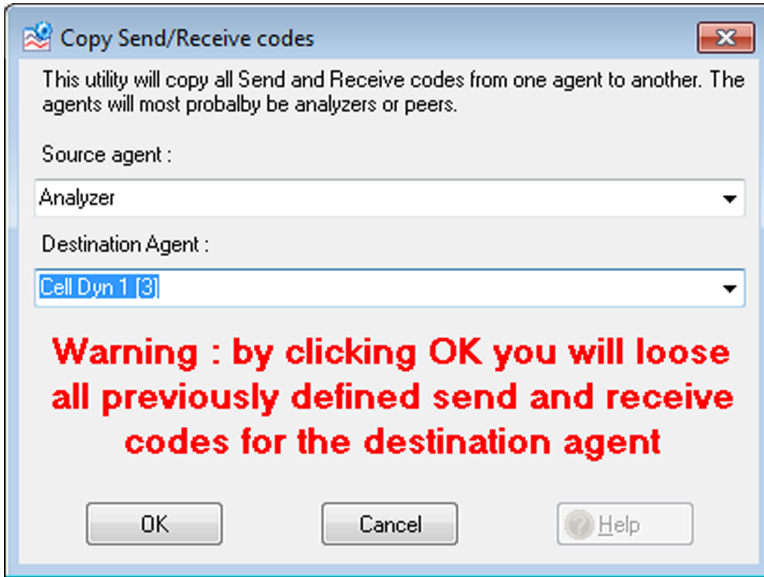 Copy Send/Receive codes
This utility will copy all Send and Receive codes from one agent to another. The
agents will most probalby be analyzers or peers.
Source agent :
Analyzer
Destination Agent :
Cell Dyn 1 [3]
Warning : by clicking OK you will loose
all previously defined send and receive
codes for the destination agent
OK
Cancel
Help